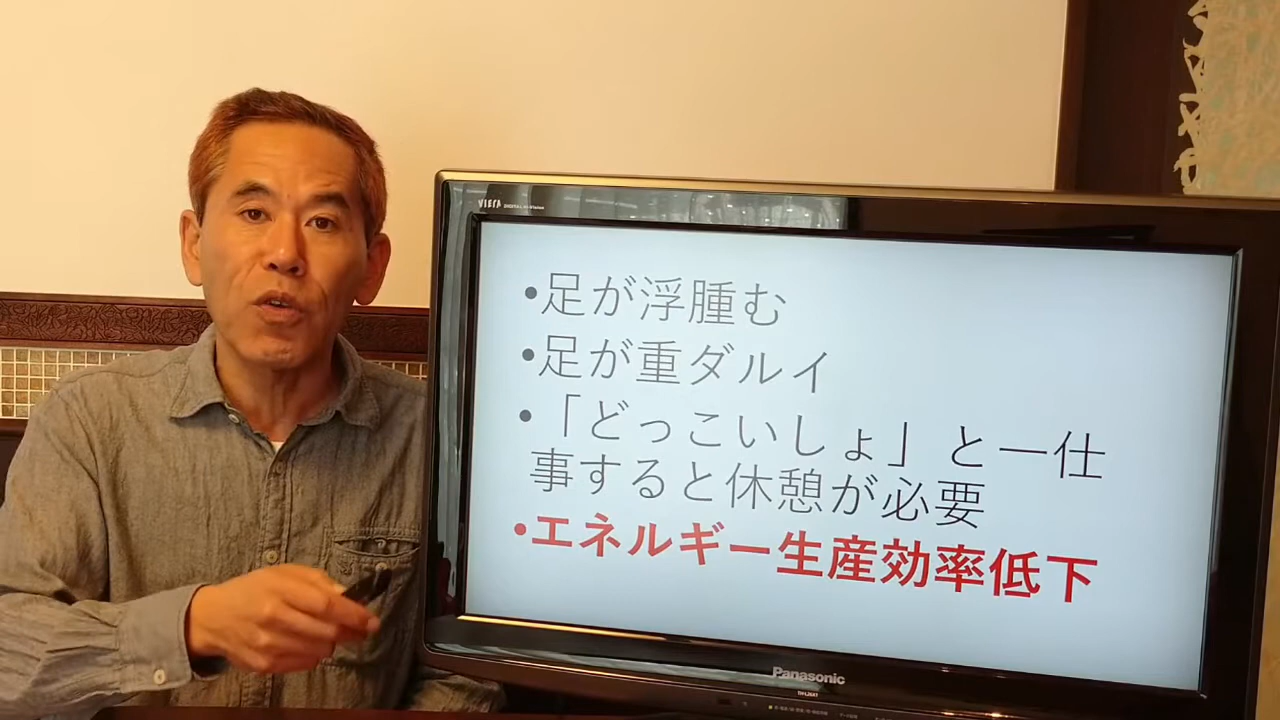 VIErA
•足が浮腫む
•足が重ダルイ
•「どっこいしょ」と一仕
事すると休憩が必要
•エネルギー生産効率低下
Panasonic